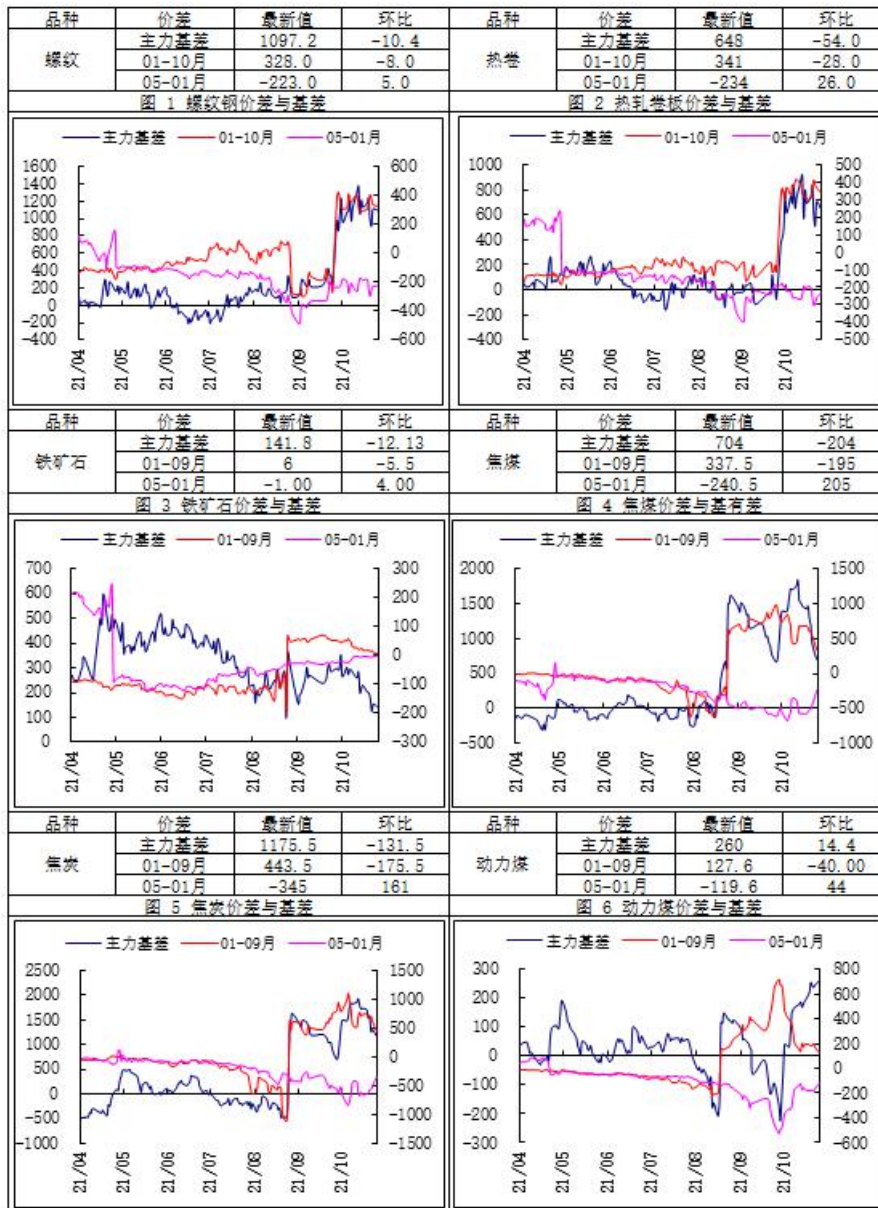 品种 价差 最新值 环比 品种 价差 最新值 环比
螺纹 主力基差 1097.2 -10.4 热卷 主力基差 648 -54.0
01-10月 328.0 -8.0 01-10月 341 -28.0
05-01月 -223.0 5.0 05-01月 -234 26.0
图 1 螺纹钢价差与基差 图 2 热轧卷板价差与基差
主力基差 01-10月 05-01月
1600 1400 1200 1000 800 600 400 200 0 -200 -400
600 400 200 0 -200 -400 -600
21/04 21/05 21/06 21/07 21/08 21/09 21/10
主力基差 01-10月 05-01月
1000 800 600 400 200 0 -200 -400
500 400 300 200 100 0 -100 -200 -300 -400 -500
21/04 21/05 21/06 21/07 21/08 21/09 21/10
品种 价差 最新值 环比 品种 价差 最新值 环比
铁矿石 主力基差 141.8 -12.13 焦煤 主力基差 704 -204
01-09月 6 -5.5 01-09月 337.5 -195
05-01月 -1.00 4.00 05-01月 -240.5 205
图 3 铁矿石价差与基差 图 4 焦煤价差与基有差
主力基差 01-09月 05-01月
700 600 500 400 300 200 100 0
300 200 100 0 -100 -200 -300
21/04 21/05 21/06 21/07 21/08 21/09 21/10
主力基差 01-09月 05-01月
2000 1500 1000 500 0 -500
1500 1000 500 0 -500 -1000
21/04 21/05 21/06 21/07 21/08 21/09 21/10
品种 价差 最新值 环比 品种 价差 最新值 环比
焦炭 主力基差 1175.5 -131.5 动力煤 主力基差 260 14.4
01-09月 443.5 -175.5 01-09月 127.6 -40.00
05-01月 -345 161 05-01月 -119.6 44
图 5 焦炭价差与基差 图 6 动力煤价差与基差
主力基差 01-09月 05-01月
2500 2000 1500 1000 500 0 -500 -1000
1500 1000 500 0 -500 -1000 -1500
21/04 21/05 21/06 21/07 21/08 21/09 21/10
主力基差 01-09月 05-01月
300 200 100 0 -100 -200 -300
800 600 400 200 0 -200 -400 -600
21/04 21/05 21/06 21/07 21/08 21/09 21/10